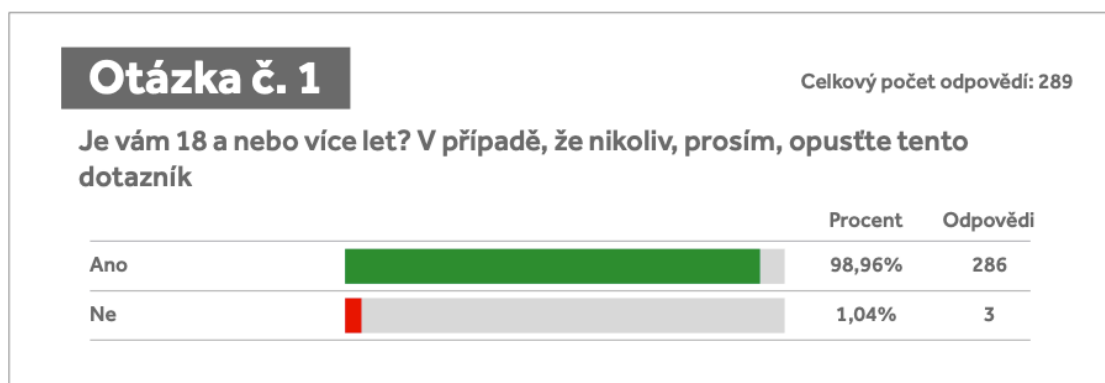 Otázka č. 1
Celkový počet odpovědí: 289
Je vám 18 a nebo více let? V případě, že nikoliv, prosím, opusťte tento
dotazník
Procent Odpovědi
Ano 98,96% 286
Ne 1,04% 3